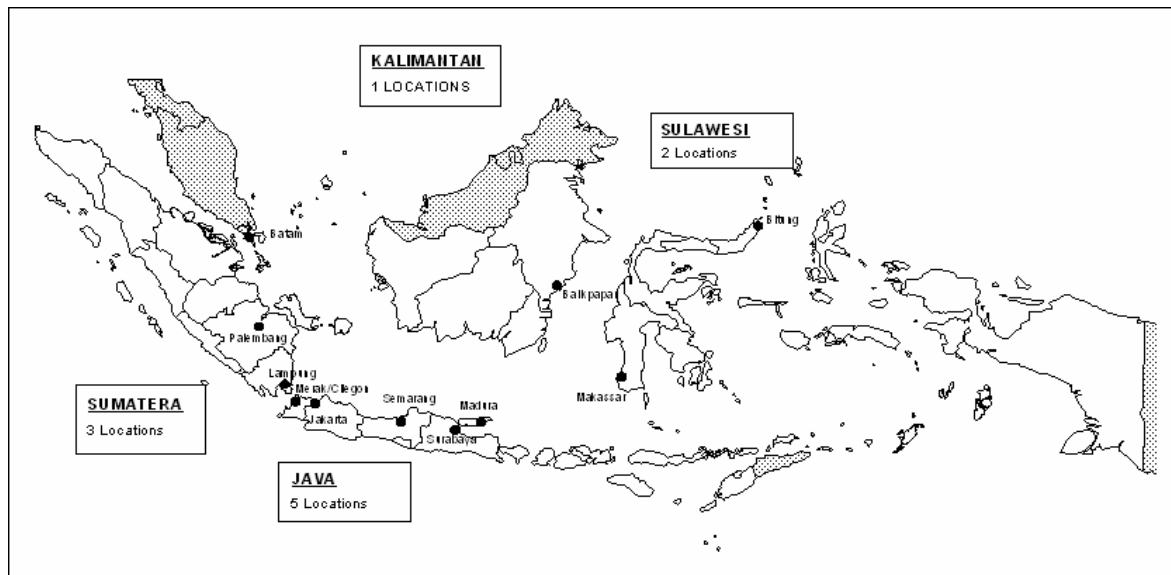 KALIMANTAN
1 LOCATIONS
SULAWESI
2 Locations
Batam
Bitung
Balikpapan
Palembang
Lampung
Merak/Cilegon
Jakarta
Semarang
Madura
Surabaya
Makassar
SUMATERA
3 Locations
JAVA
5 Locations